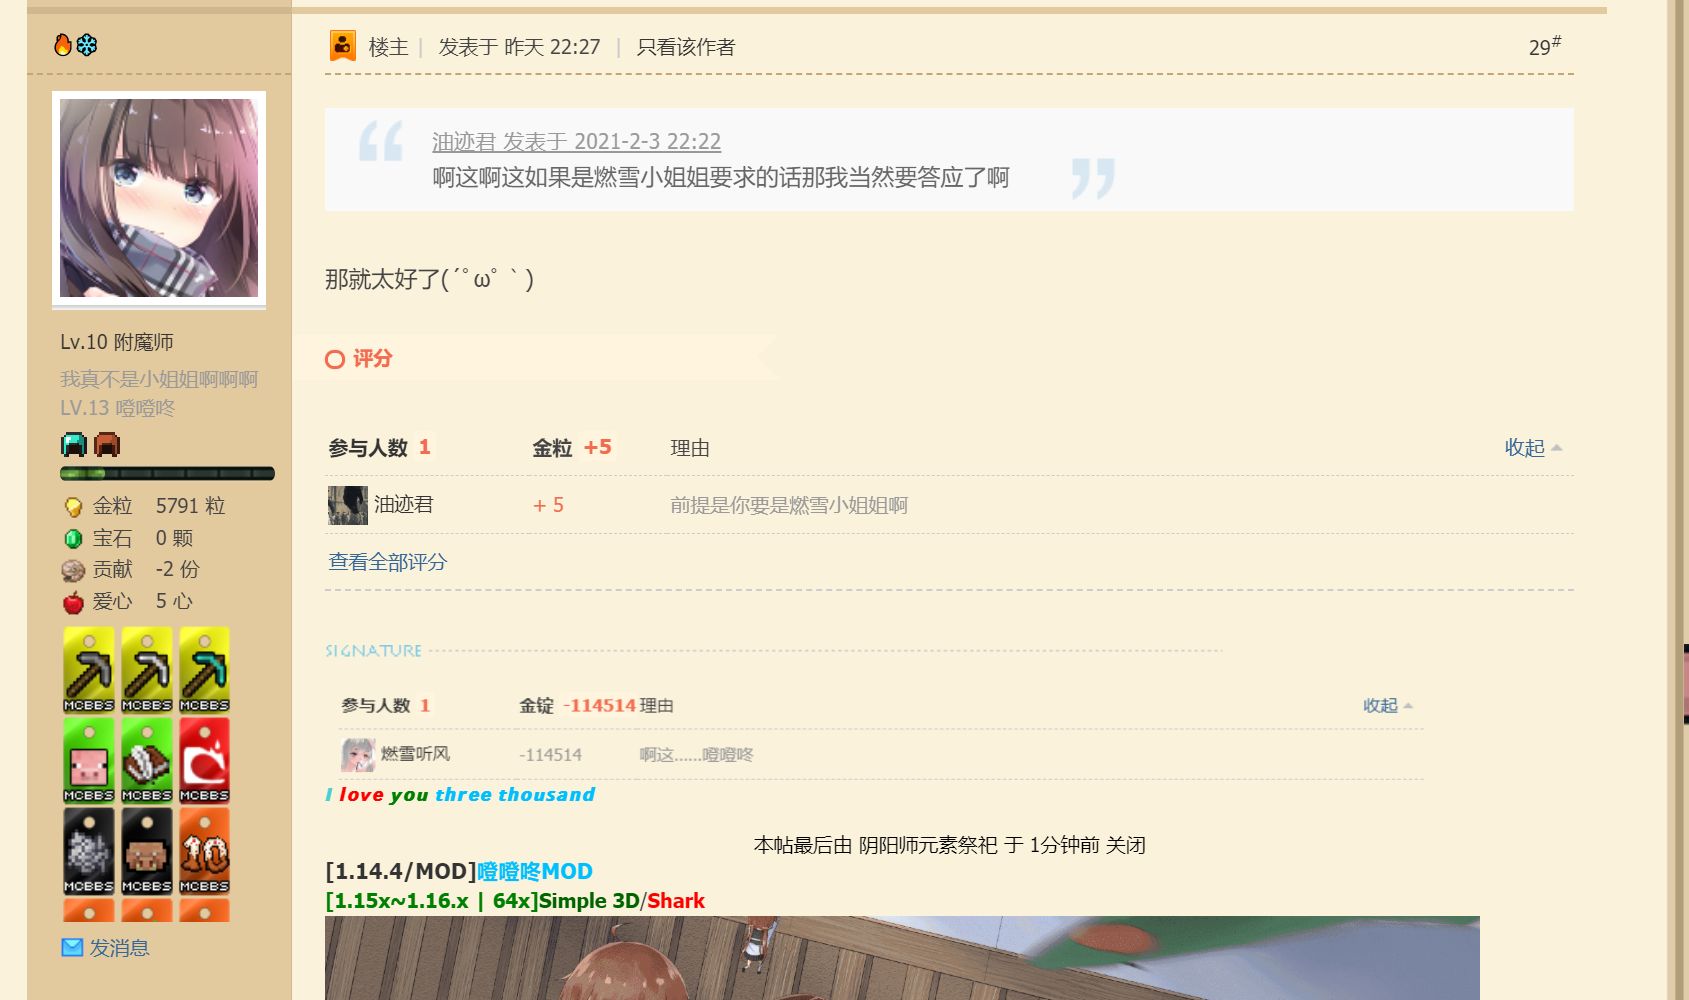 楼主 | 发表于 昨天 22:27 | 只看该作者 29#
油迹君 发表于 2021-2-3 22:22
啊这啊这如果是燃雪小姐姐要求的话那我当然要答应了啊
那就太好了(´ﾟωﾟ｀)
Lv.10 附魔师
我真不是小姐姐啊啊啊
LV.13 噔噔咚
金粒 5791 粒
宝石 0 颗
贡献 -2 份
爱心 5 心
MCBBS MCBBS MCBBS
MCBBS MCBBS MCBBS
10
MCBBS MCBBS MCBBS
发消息
评分
参与人数 1 金粒 +5 理由 收起
油迹君 + 5 前提是你要是燃雪小姐姐啊
查看全部评分
SIGNATURE
参与人数 1 金锭 -114514 理由 收起
燃雪听风 -114514 啊这......噔噔咚
I love you three thousand
本帖最后由 阴阳师元素祭祀 于 1分钟前 关闭
[1.14.4/MOD]噔噔咚MOD
[1.15x~1.16.x | 64x]Simple 3D/Shark